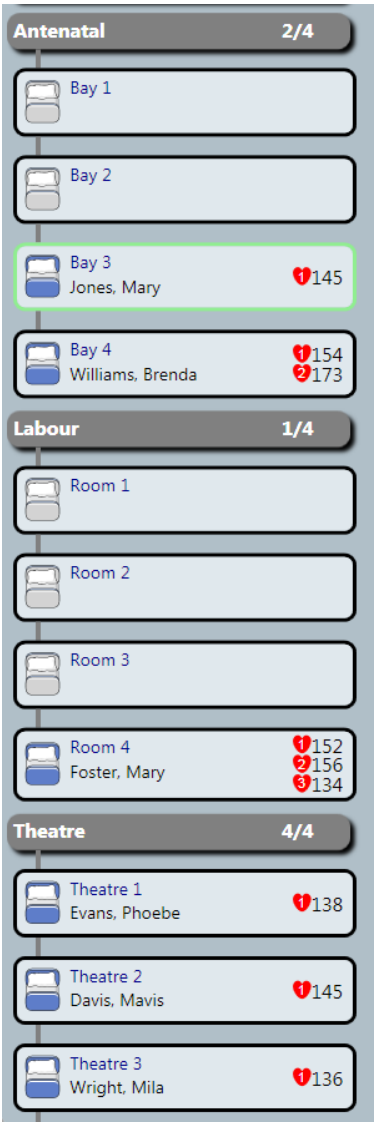 Antenatal 2/4
Bay 1
Bay 2
Bay 3
Jones, Mary
1 145
Bay 4
Williams, Brenda
1 154
2 173
Labour 1/4
Room 1
Room 2
Room 3
Room 4
Foster, Mary
1 152
2 156
3 134
Theatre 4/4
Theatre 1
Evans, Phoebe
1 138
Theatre 2
Davis, Mavis
1 145
Theatre 3
Wright, Mila
1 136